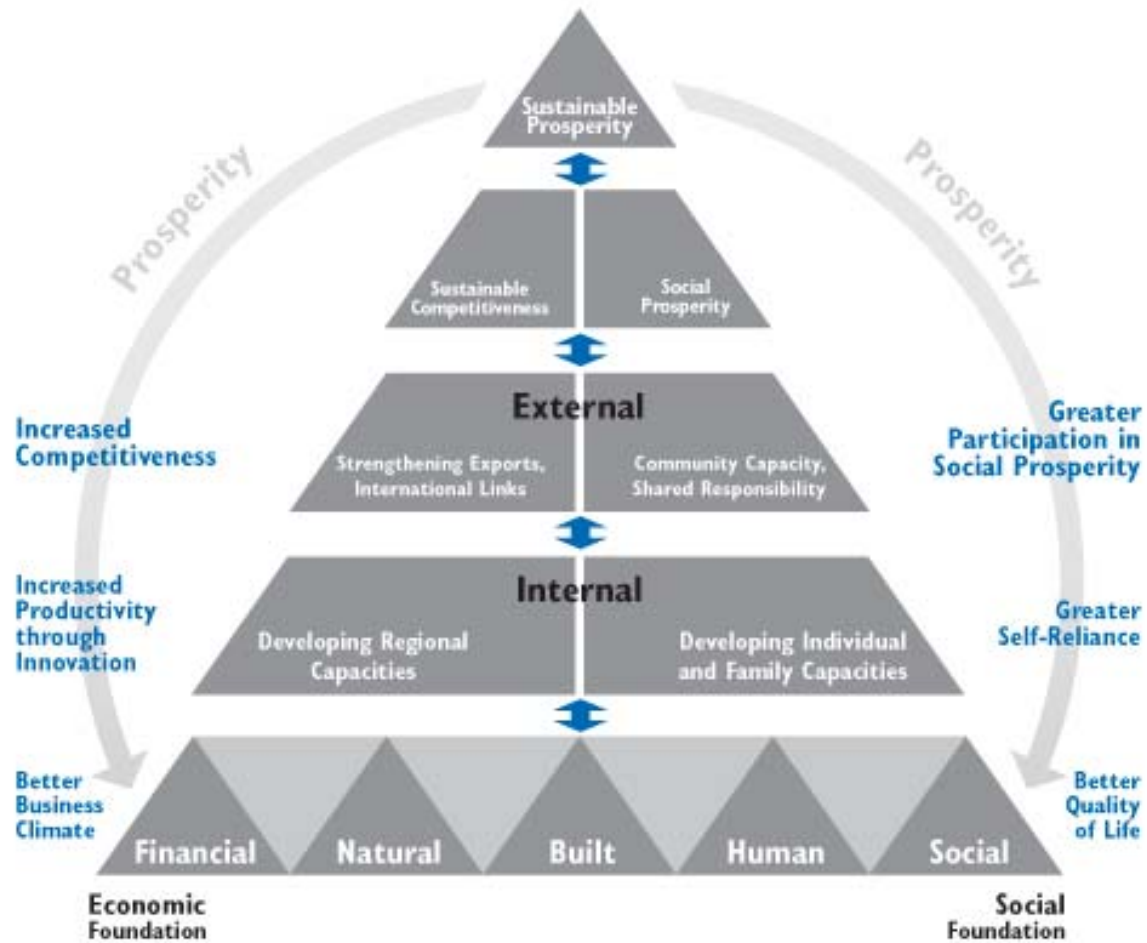 Sustainable
Prosperity
Prosperity
Prosperity
Sustainable
Competitiveness
Social
Prosperity
External
Increased
Competitiveness
Strengthening Exports,
International Links
Community Capacity,
Shared Responsibility
Greater
Participation in
Social Prosperity
Internal
Increased
Productivity
through
Innovation
Developing Regional
Capacities
Developing Individual
and Family Capacities
Greater
Self-Reliance
Better
Business
Climate
Financial
Natural
Built
Human
Social
Better
Quality
of Life
Economic
Foundation
Social
Foundation